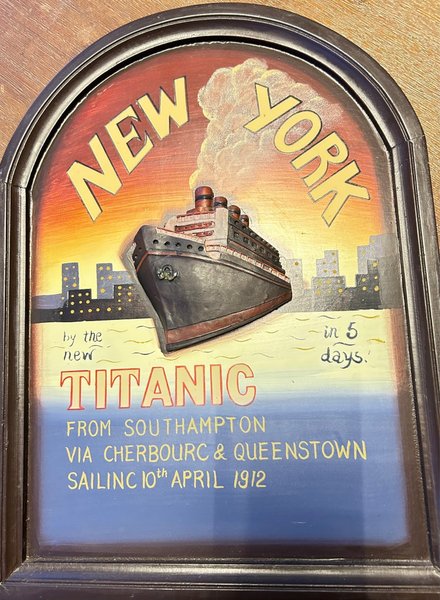 NEW YORK
by the
new
in 5
days!
TITANIC
FROM SOUTHAMPTON
VIA CHERBOURC & QUEENSTOWN
SAILINC 10th APRIL 1912